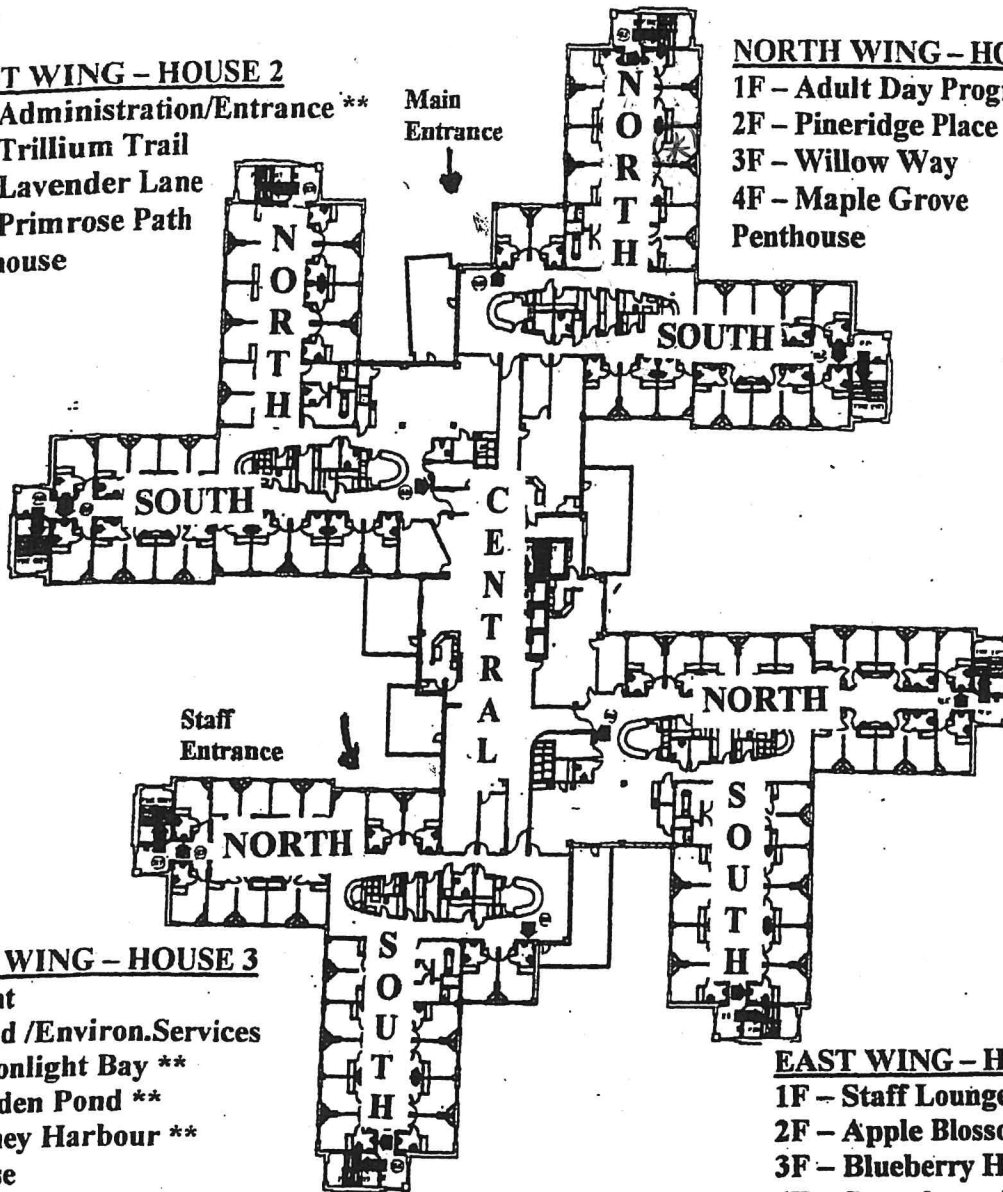 T WING – HOUSE 2
Administration/Entrance **
Trillium Trail
Lavender Lane
Primrose Path
house
Main
Entrance
NORTH WING – HO
1F – Adult Day Prog
2F – Pineridge Place
3F – Willow Way
4F – Maple Grove
Penthouse
NORTH
NORTH
SOUTH
SOUTH
CENTRAL
NORTH
Staff
Entrance
SOUTH
NORTH
SOUTH
WING – HOUSE 3
nt
d /Environ.Services
onlight Bay **
den Pond **
ney Harbour **
se
EAST WING – H
1F – Staff Lounge
2F – Apple Blosso
3F – Blueberry H